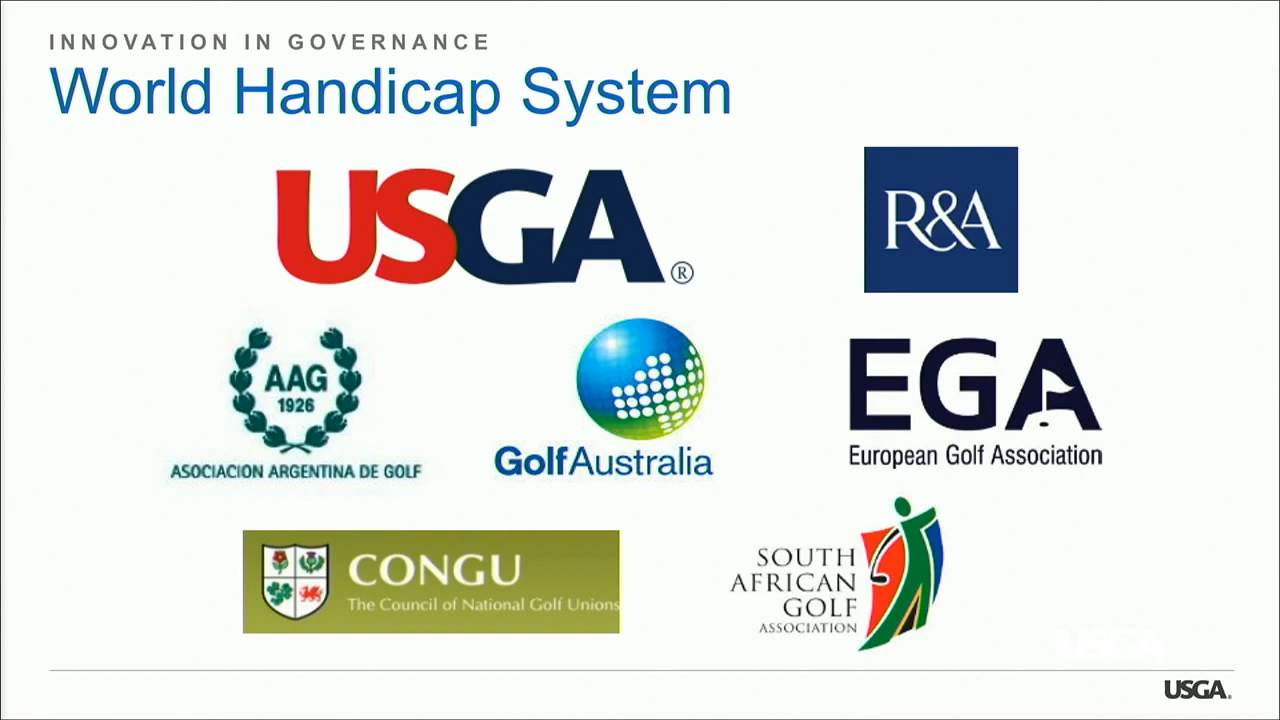 INNOVATION IN GOVERNANCE
World Handicap System
USGA®
R&A
AAG
1926
ASOCIACION ARGENTINA DE GOLF
GolfAustralia
EGA
European Golf Association
CONGU
The Council of National Golf Unions
SOUTH
AFRICAN
GOLF
ASSOCIATION
USGA
USGA®